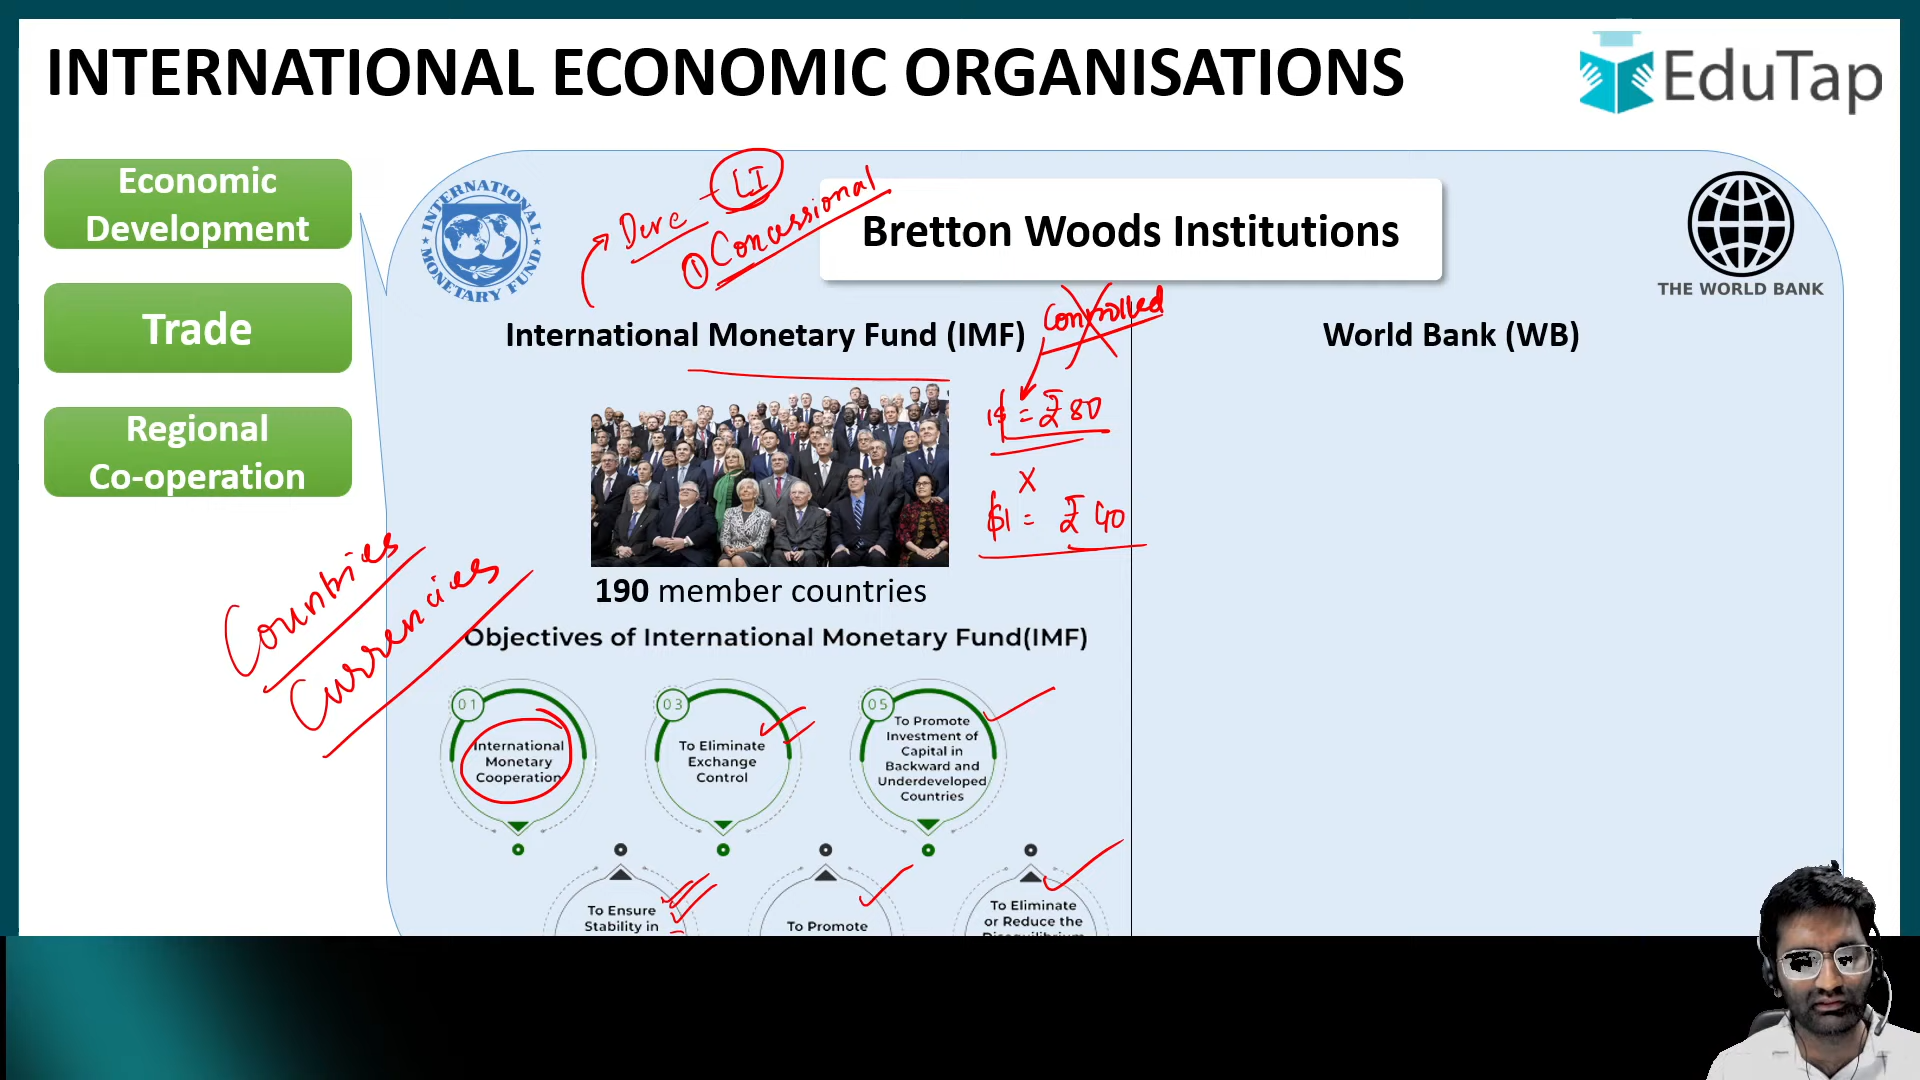 INTERNATIONAL ECONOMIC ORGANISATIONS
EduTap
Economic
Development
Trade
Regional
Co-operation
INTERNATIONAL
MONETARY FUND
LI
① Concessional
Bretton Woods Institutions
THE WORLD BANK
Controlled
International Monetary Fund (IMF)
World Bank (WB)
1$ = ₹80
X
$1 = ₹40
190 member countries
Countries
Currencies
Objectives of International Monetary Fund(IMF)
01
International
Monetary
Cooperation
03
To Eliminate
Exchange
Control
05
To Promote
Investment of
Capital in
Backward and
Underdeveloped
Countries
To Ensure
Stability in
To Promote
To Eliminate
or Reduce the